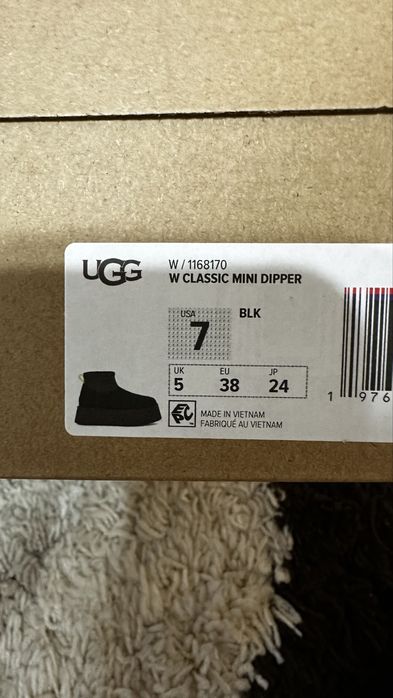 UGG
W / 1168170
W CLASSIC MINI DIPPER
USA
7
BLK
UK EU JP
5 38 24
EPC
MADE IN VIETNAM
FABRIQUÉ AU VIETNAM
1 976